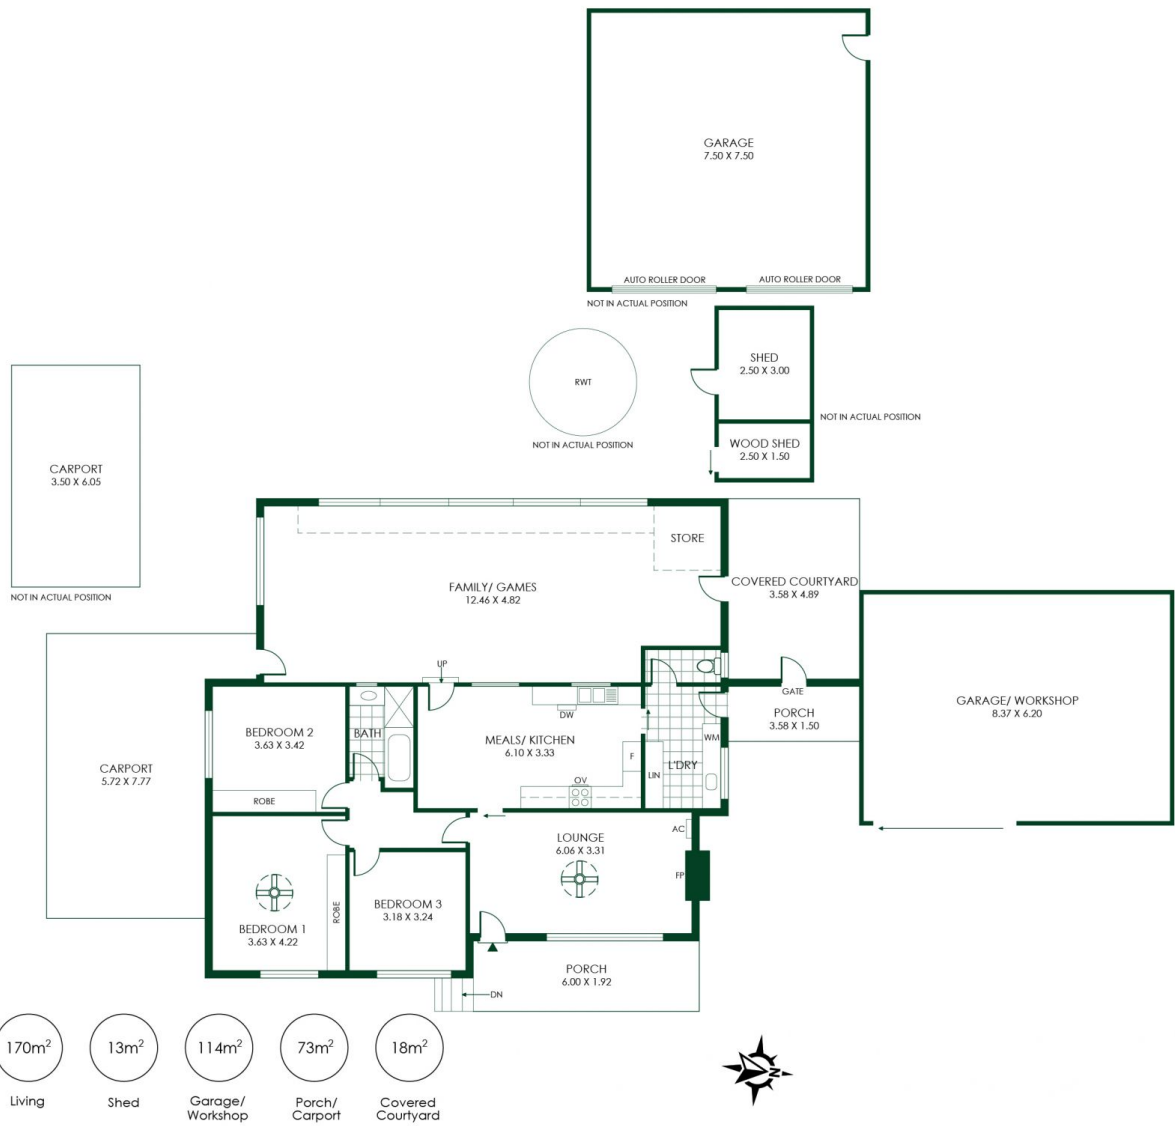 GARAGE
7.50 X 7.50
AUTO ROLLER DOOR
AUTO ROLLER DOOR
NOT IN ACTUAL POSITION
SHED
2.50 X 3.00
RWT
NOT IN ACTUAL POSITION
NOT IN ACTUAL POSITION
WOOD SHED
2.50 X 1.50
CARPORT
3.50 X 6.05
NOT IN ACTUAL POSITION
STORE
FAMILY/ GAMES
12.46 X 4.82
COVERED COURTYARD
3.58 X 4.89
UP
GATE
GARAGE/ WORKSHOP
8.37 X 6.20
PORCH
3.58 X 1.50
BEDROOM 2
3.63 X 3.42
BATH
DW
MEALS/ KITCHEN
6.10 X 3.33
WM
F
L'DRY
LIN
OV
CARPORT
5.72 X 7.77
ROBE
AC
LOUNGE
6.06 X 3.31
FP
BEDROOM 3
3.18 X 3.24
ROBE
BEDROOM 1
3.63 X 4.22
PORCH
6.00 X 1.92
DN
170m²
13m²
114m²
73m²
18m²
Living
Shed
Garage/
Workshop
Porch/
Carport
Covered
Courtyard
N